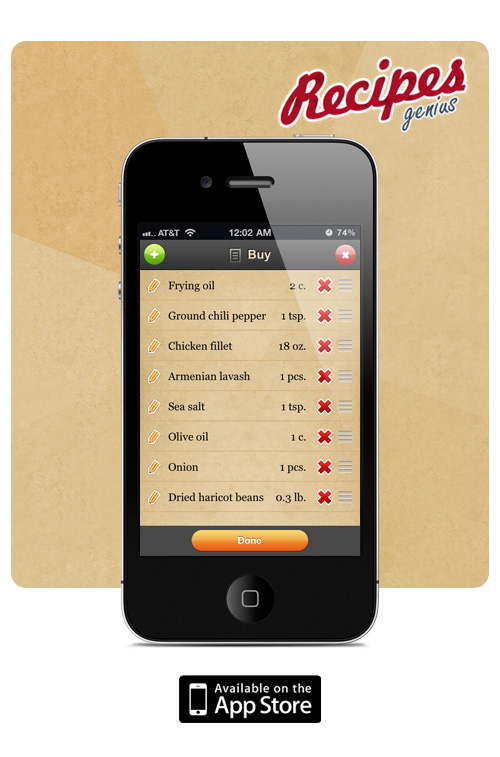 Recipes
genius
AT&T 12:02 AM 74%
Buy
Frying oil 2 c.
Ground chili pepper 1 tsp.
Chicken fillet 18 oz.
Armenian lavash 1 pcs.
Sea salt 1 tsp.
Olive oil 1 c.
Onion 1 pcs.
Dried haricot beans 0.3 lb.
Done
Available on the
App Store